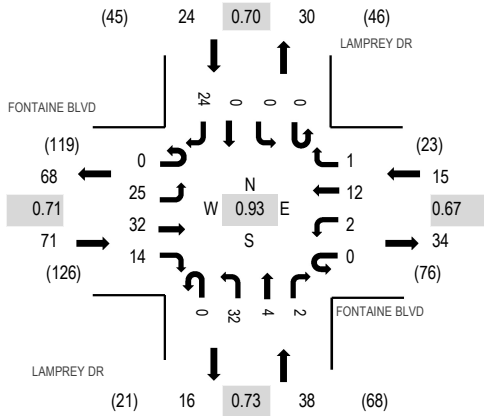 (45) 24 0.70 30 (46)
LAMPREY DR
24 0 0 0
FONTAINE BLVD
(119) (23)
68 0 1 15
25 N 12
0.71 W 0.93 E 0.67
32 S 2
71 14 0 34
(126) (76)
0 32 4 2
FONTAINE BLVD
LAMPREY DR
(21) 16 0.73 38 (68)